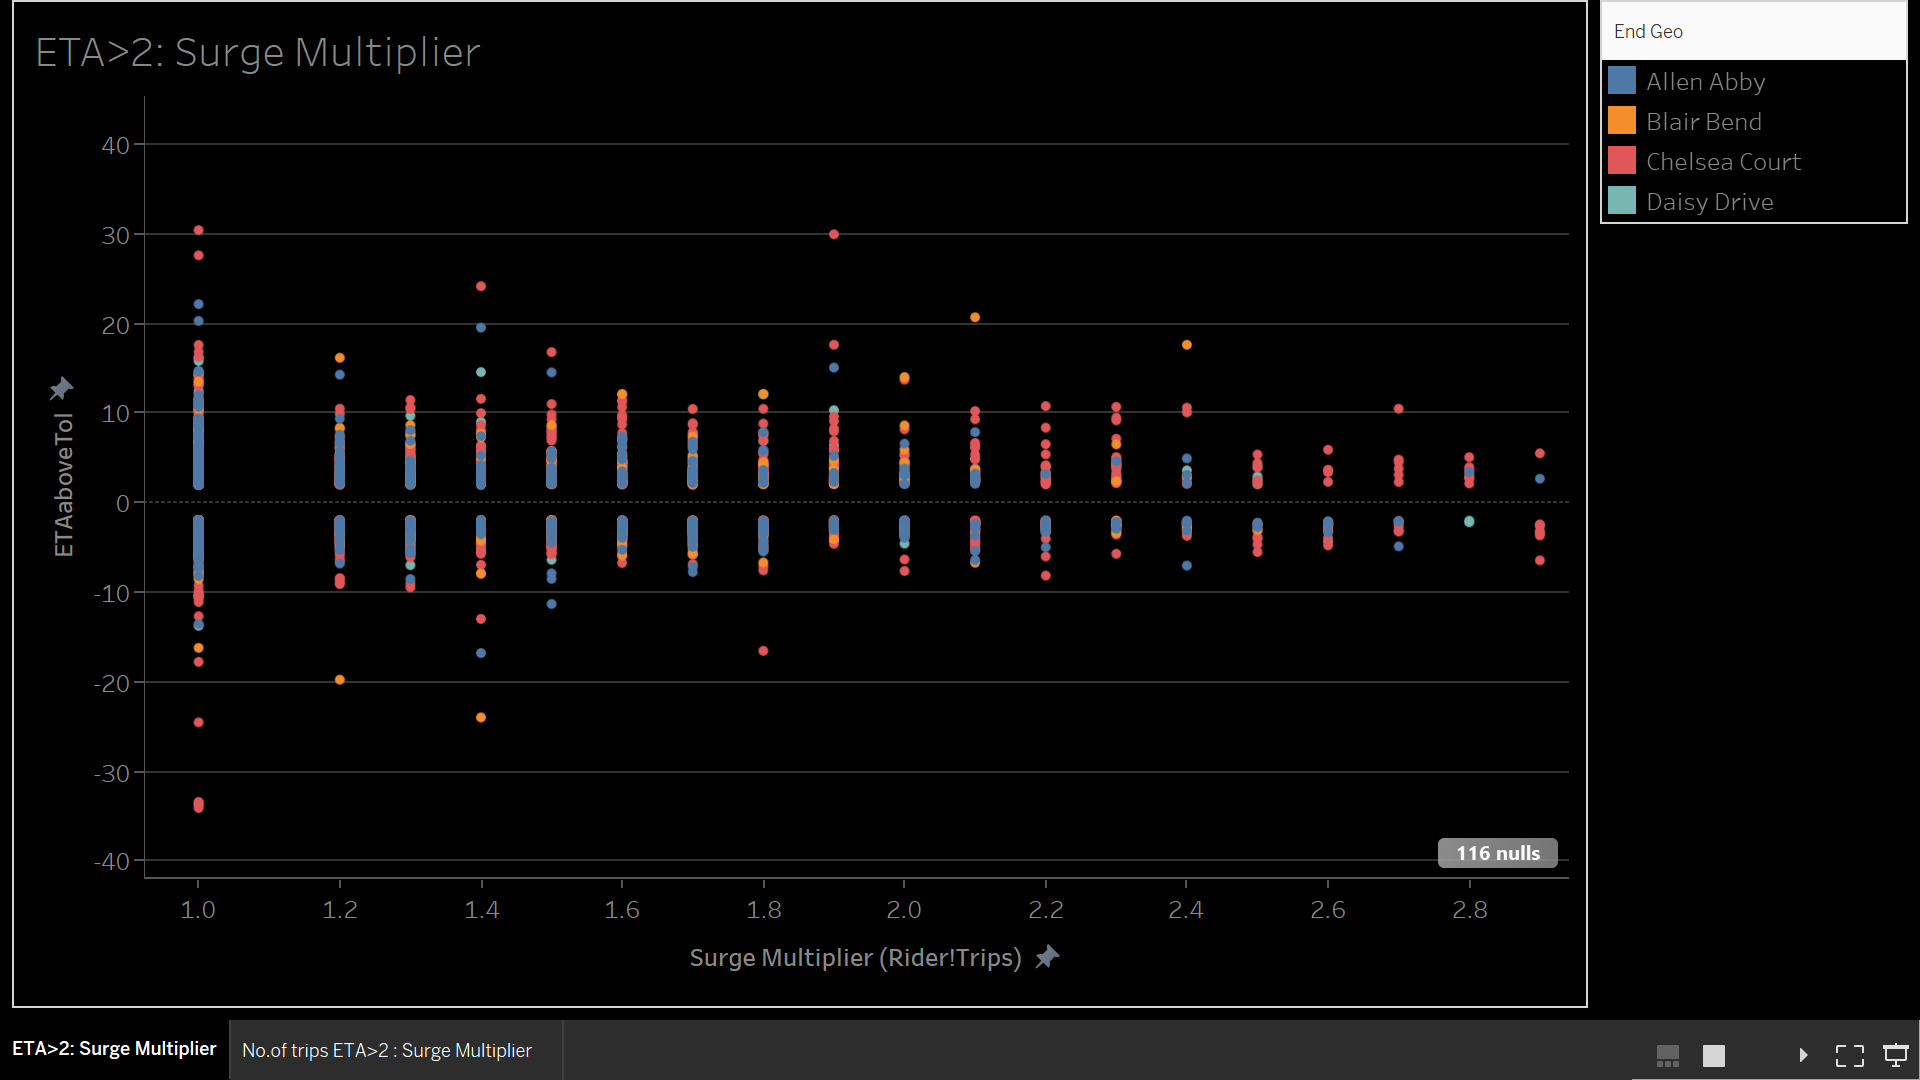 ETA>2: Surge Multiplier
End Geo
Allen Abby
Blair Bend
Chelsea Court
Daisy Drive
ETAaboveTol
40
30
20
10
0
-10
-20
-30
-40
116 nulls
1.0 1.2 1.4 1.6 1.8 2.0 2.2 2.4 2.6 2.8
Surge Multiplier (Rider!Trips)
ETA>2: Surge Multiplier
No.of trips ETA>2 : Surge Multiplier